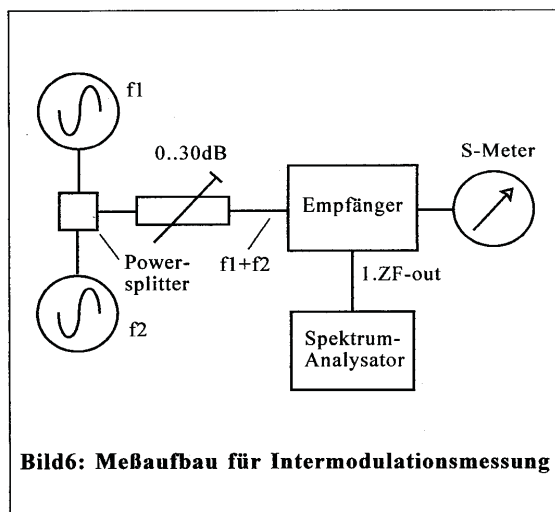 f1
0..30dB
S-Meter
Empfänger
Power-
splitter
f1+f2
1.ZF-out
f2
Spektrum-
Analysator
Bild6: Meßaufbau für Intermodulationsmessung